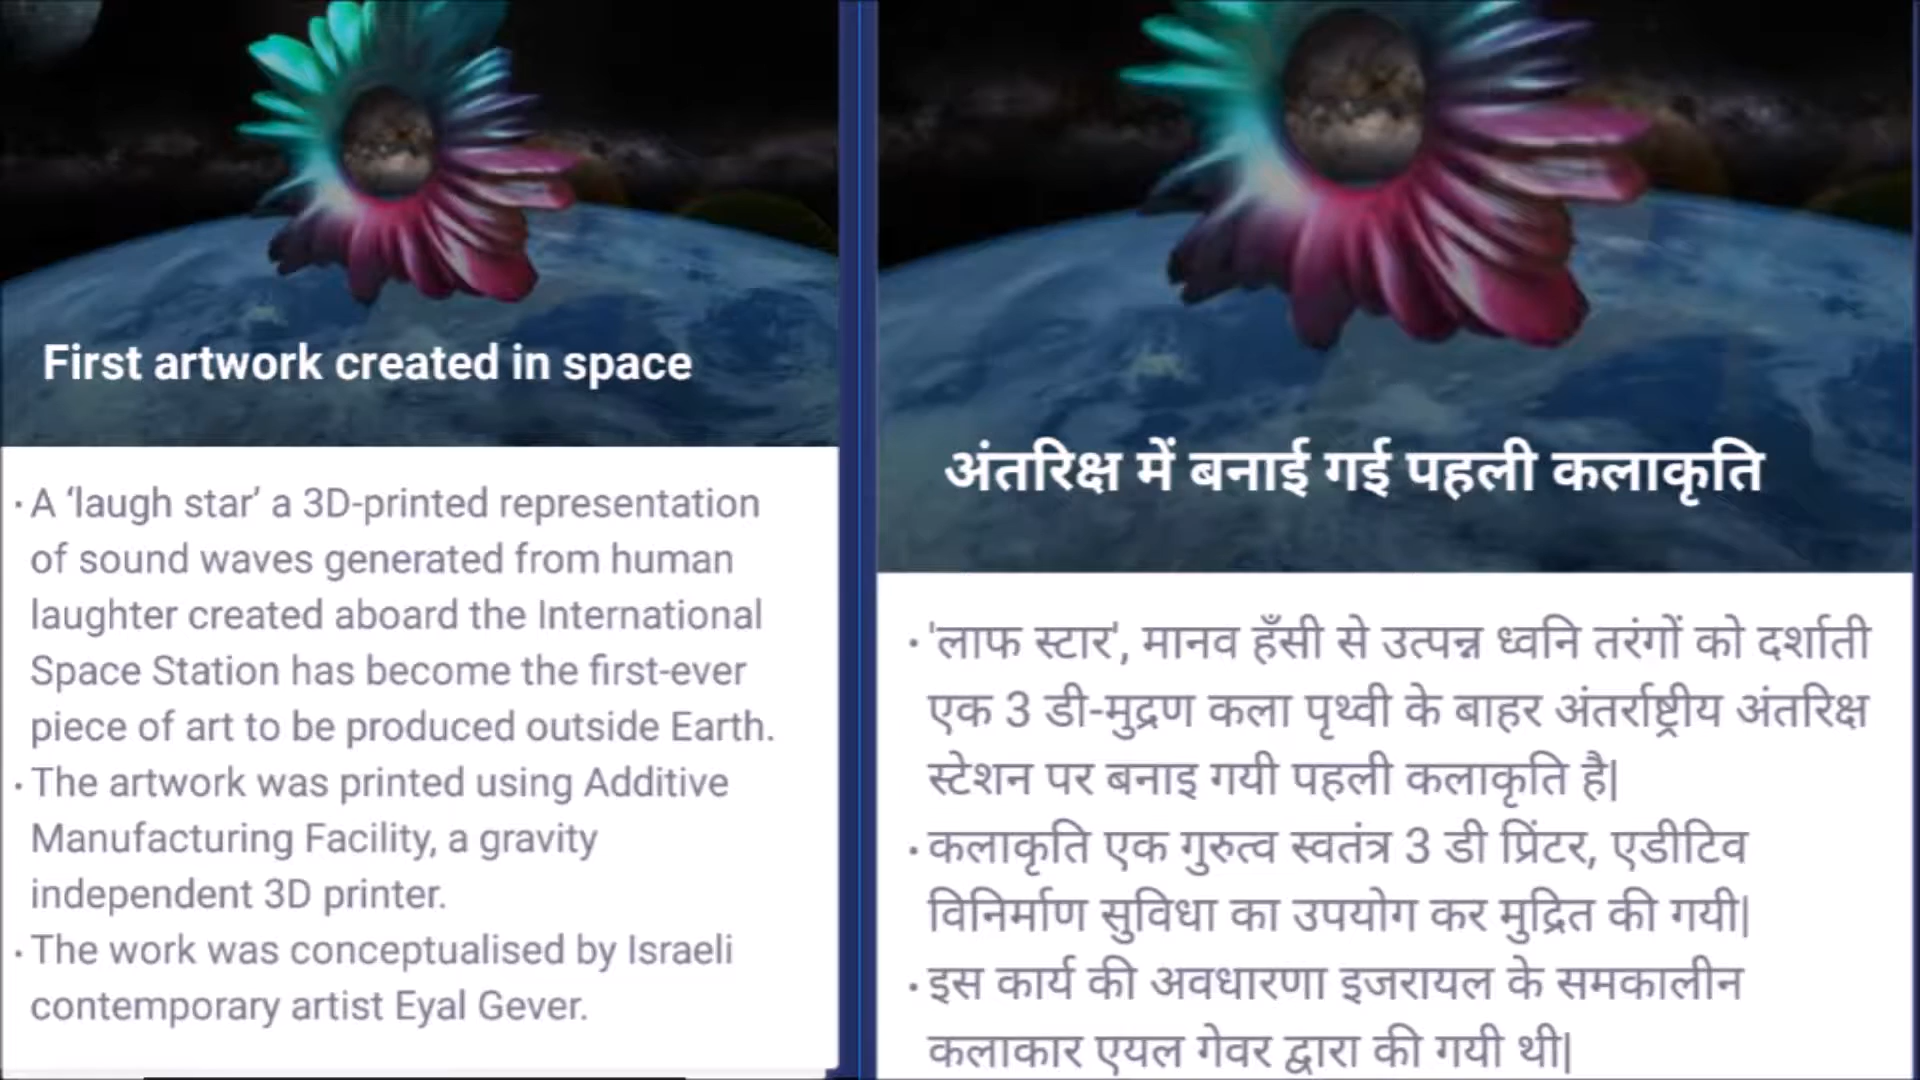 First artwork created in space
· A ‘laugh star’ a 3D-printed representation
of sound waves generated from human
laughter created aboard the International
Space Station has become the first-ever
piece of art to be produced outside Earth.
· The artwork was printed using Additive
Manufacturing Facility, a gravity
independent 3D printer.
· The work was conceptualised by Israeli
contemporary artist Eyal Gever.
अंतरिक्ष में बनाई गई पहली कलाकृति
· 'लाफ स्टार', मानव हँसी से उत्पन्न ध्वनि तरंगों को दर्शाती
एक 3 डी-मुद्रण कला पृथ्वी के बाहर अंतर्राष्ट्रीय अंतरिक्ष
स्टेशन पर बनाइ गयी पहली कलाकृति है|
· कलाकृति एक गुरुत्व स्वतंत्र 3 डी प्रिंटर, एडीटिव
विनिर्माण सुविधा का उपयोग कर मुद्रित की गयी|
· इस कार्य की अवधारणा इजरायल के समकालीन
कलाकार एयल गेवर द्वारा की गयी थी|